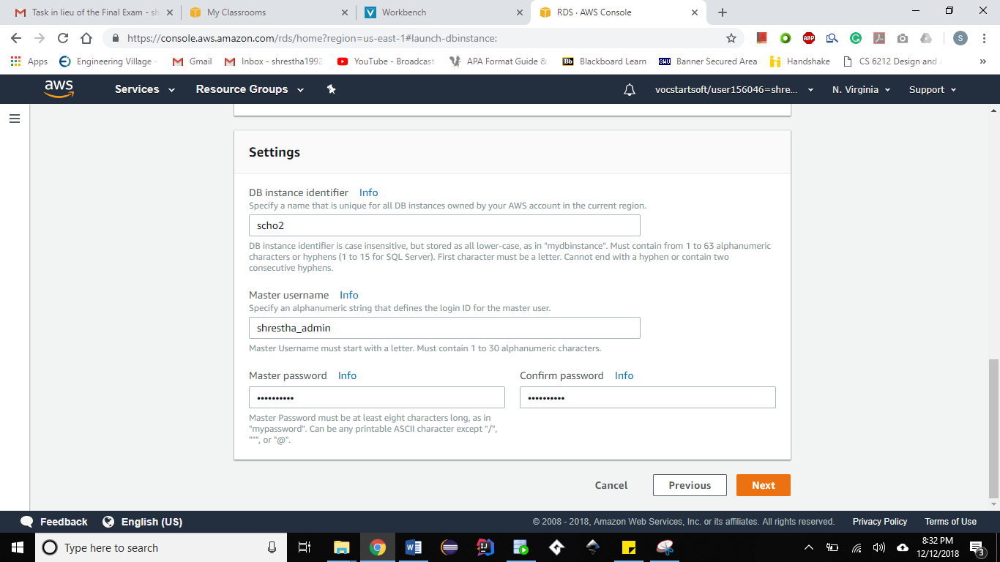 Task in lieu of the Final Exam - sh
My Classrooms
Workbench
RDS · AWS Console
https://console.aws.amazon.com/rds/home?region=us-east-1#launch-dbinstance:
ABP
S
Apps
Engineering Village -
Gmail
Inbox - shrestha1992
YouTube - Broadcast
APA Format Guide &
Bb
Blackboard Learn
GWU
Banner Secured Area
Handshake
CS 6212 Design and A
»
aws
Services
Resource Groups
vocstartsoft/user156046=shre...
N. Virginia
Support
Settings
DB instance identifier Info
Specify a name that is unique for all DB instances owned by your AWS account in the current region.
scho2
DB instance identifier is case insensitive, but stored as all lower-case, as in "mydbinstance". Must contain from 1 to 63 alphanumeric
characters or hyphens (1 to 15 for SQL Server). First character must be a letter. Cannot end with a hyphen or contain two
consecutive hyphens.
Master username Info
Specify an alphanumeric string that defines the login ID for the master user.
shrestha_admin
Master Username must start with a letter. Must contain 1 to 30 alphanumeric characters.
Master password Info
Confirm password Info
••••••••••
••••••••••
Master Password must be at least eight characters long, as in
"mypassword". Can be any printable ASCII character except "/",
""", or "@".
Cancel
Previous
Next
Feedback
English (US)
© 2008 - 2018, Amazon Web Services, Inc. or its affiliates. All rights reserved.
Privacy Policy
Terms of Use
Type here to search
8:32 PM
12/12/2018
3